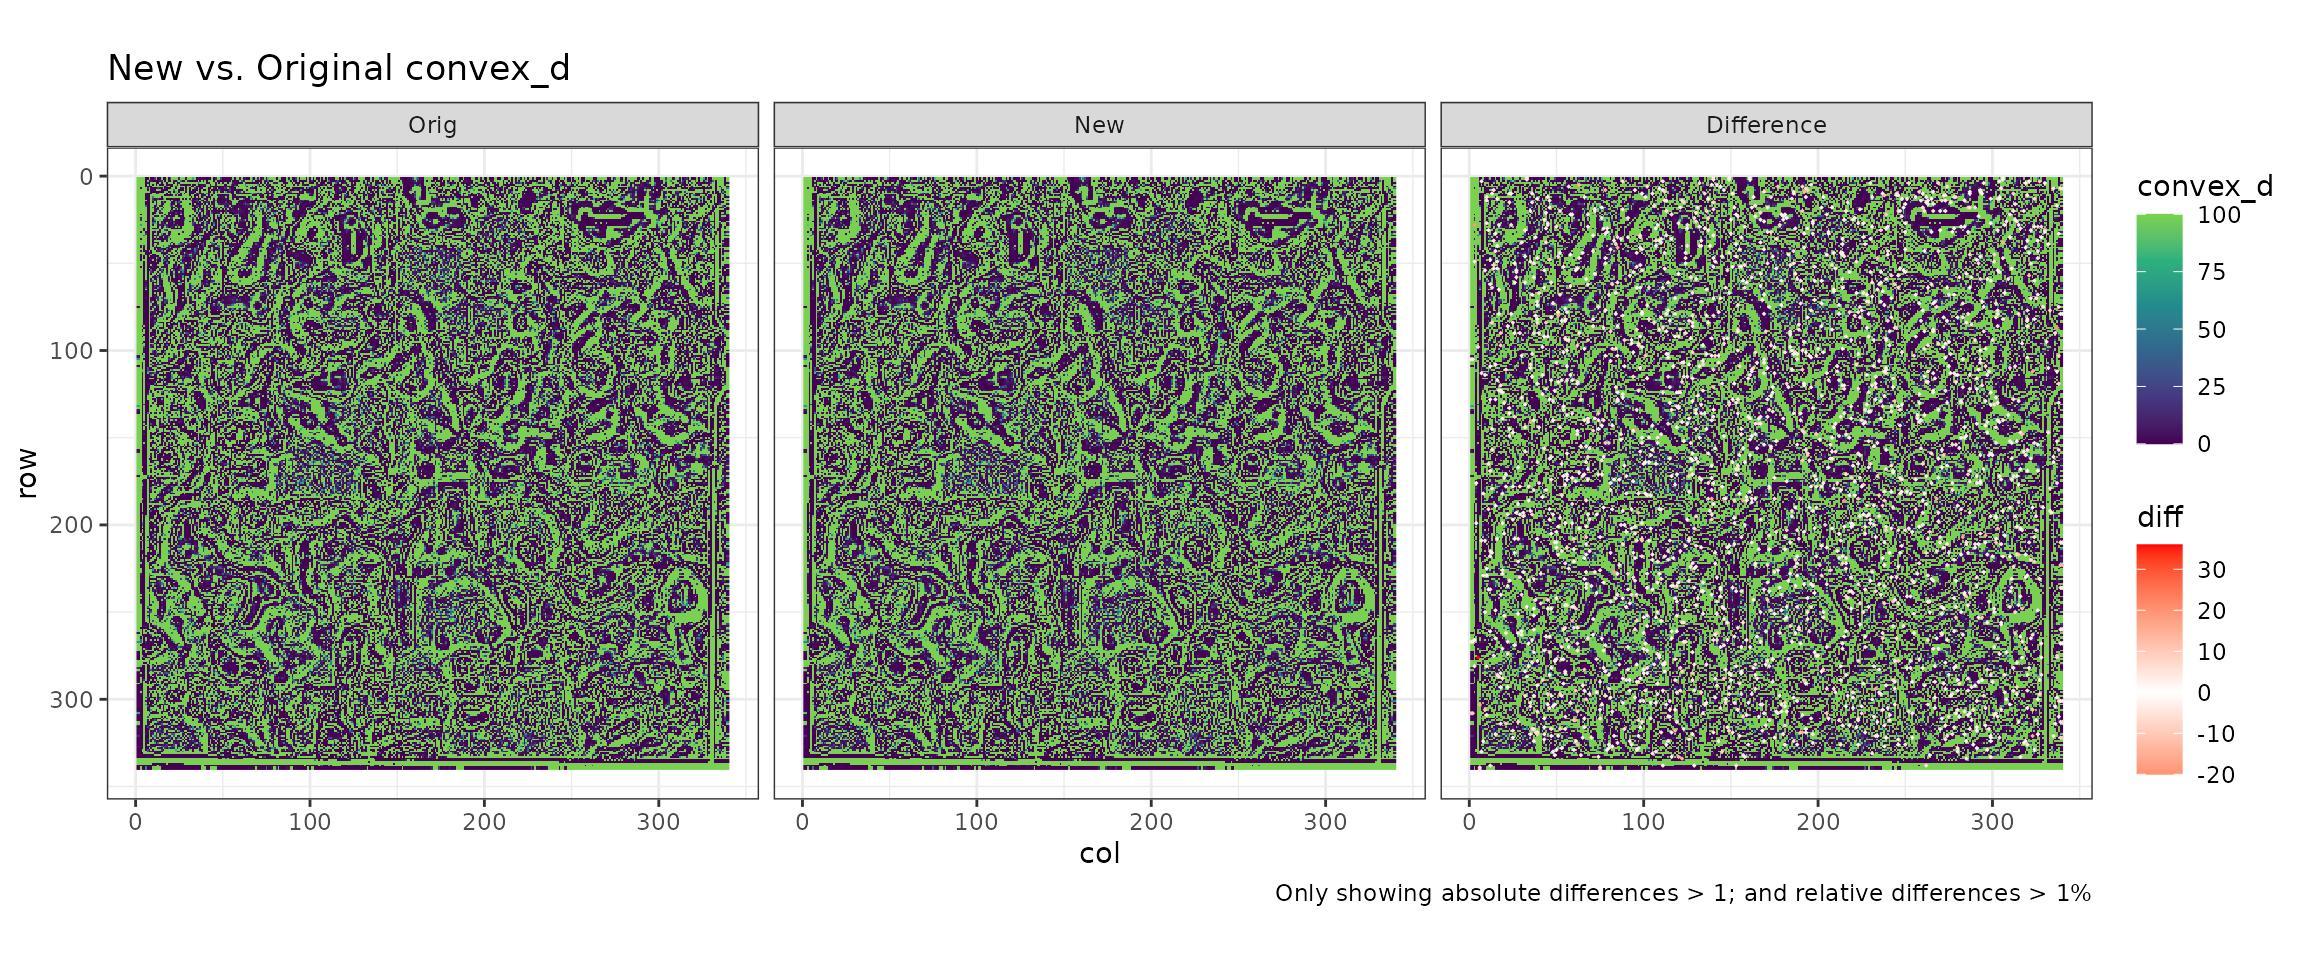 New vs. Original convex_d
Orig
New
Difference
0
100
200
300
row
0 100 200 300
0 100 200 300
0 100 200 300
col
convex_d
100
75
50
25
0
diff
30
20
10
0
-10
-20
Only showing absolute differences > 1; and relative differences > 1%